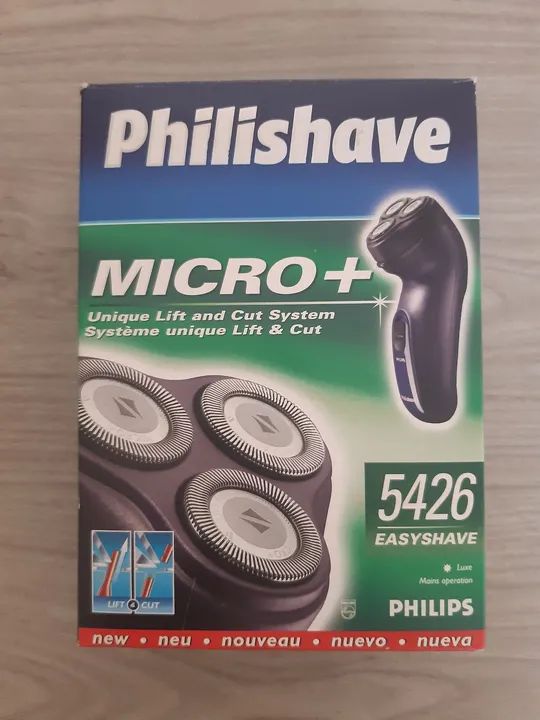 Philishave
MICRO+
Unique Lift and Cut System
Système unique Lift & Cut
5426
EASYSHAVE
Luxe
Mains operation
LIFT & CUT
PHILIPS
new • neu • nouveau • nuevo • nueva